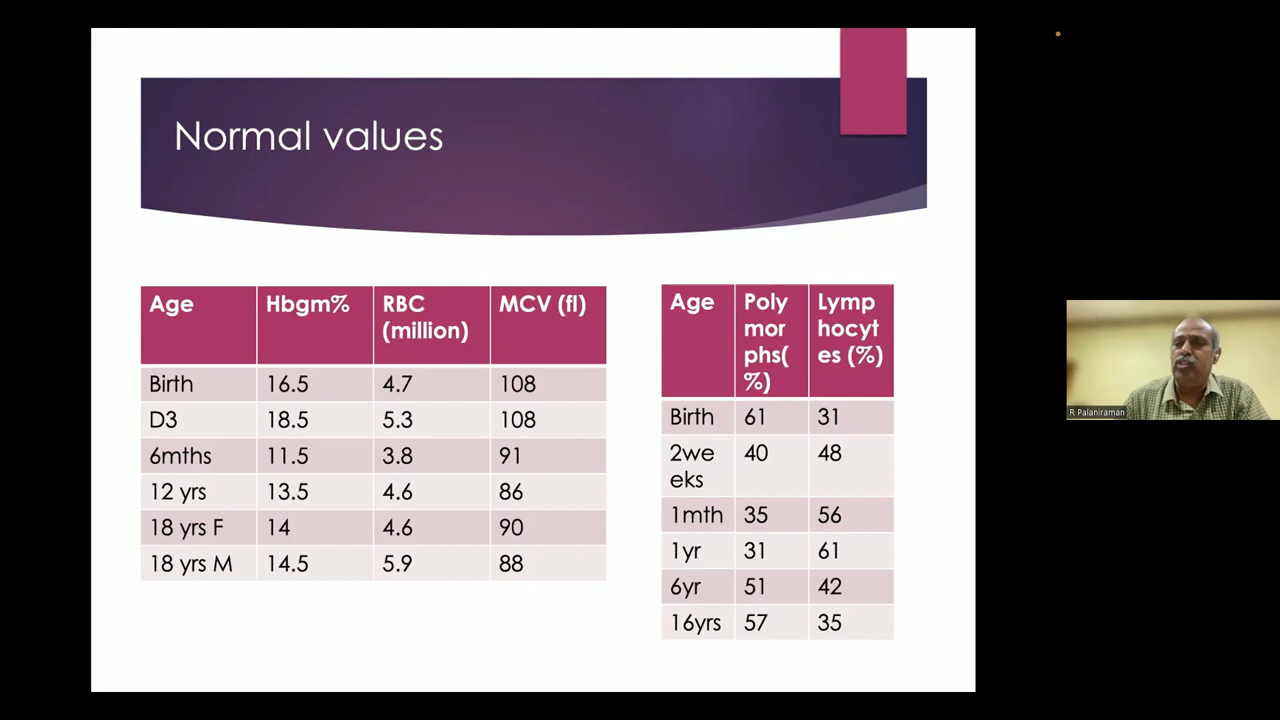 Normal values
Age Hbgm% RBC MCV (fl)
(million)
Birth 16.5 4.7 108
D3 18.5 5.3 108
6mths 11.5 3.8 91
12 yrs 13.5 4.6 86
18 yrs F 14 4.6 90
18 yrs M 14.5 5.9 88
Age Poly Lymp
mor hocyt
phs( es (%)
%)
Birth 61 31
2we 40 48
eks
1mth 35 56
1yr 31 61
6yr 51 42
16yrs 57 35
R Palaniraman